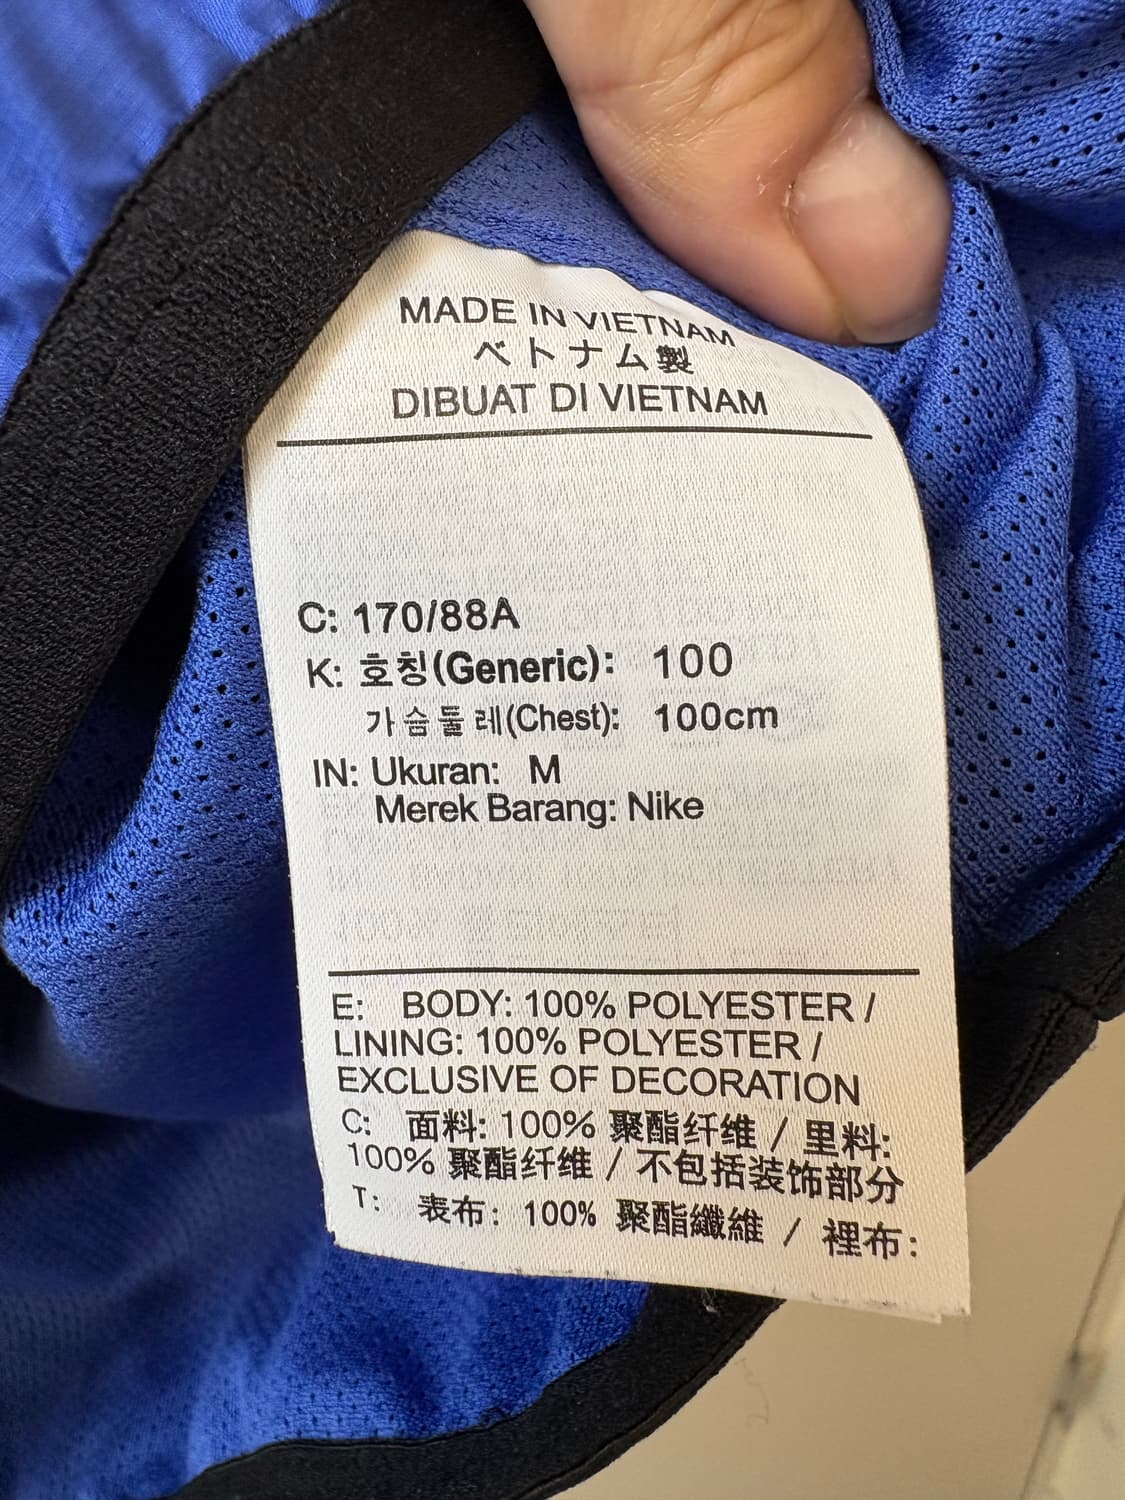 MADE IN VIETNAM
ベトナム製
DIBUAT DI VIETNAM
C: 170/88A
K: 호칭(Generic): 100
가슴둘레(Chest): 100cm
IN: Ukuran: M
Merek Barang: Nike
E: BODY: 100% POLYESTER /
LINING: 100% POLYESTER /
EXCLUSIVE OF DECORATION
C: 面料: 100% 聚酯纤维 / 里料:
100% 聚酯纤维 / 不包括装饰部分
T: 表布: 100% 聚酯纖維 / 裡布: